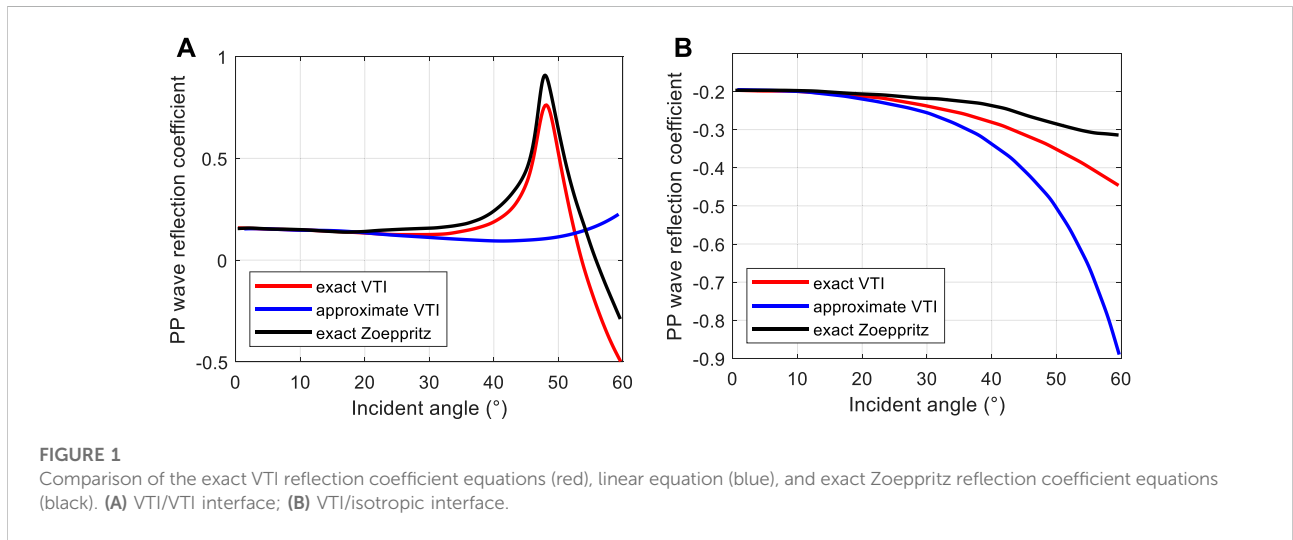 A
PP wave reflection coefficient
1
0.5
0
-0.5
exact VTI
approximate VTI
exact Zoeppritz
0 10 20 30 40 50 60
Incident angle (°)
B
PP wave reflection coefficient
-0.2
-0.3
-0.4
-0.5
-0.6
-0.7
-0.8
-0.9
exact VTI
approximate VTI
exact Zoeppritz
0 10 20 30 40 50 60
Incident angle (°)
FIGURE 1
Comparison of the exact VTI reflection coefficient equations (red), linear equation (blue), and exact Zoeppritz reflection coefficient equations
(black). (A) VTI/VTI interface; (B) VTI/isotropic interface.